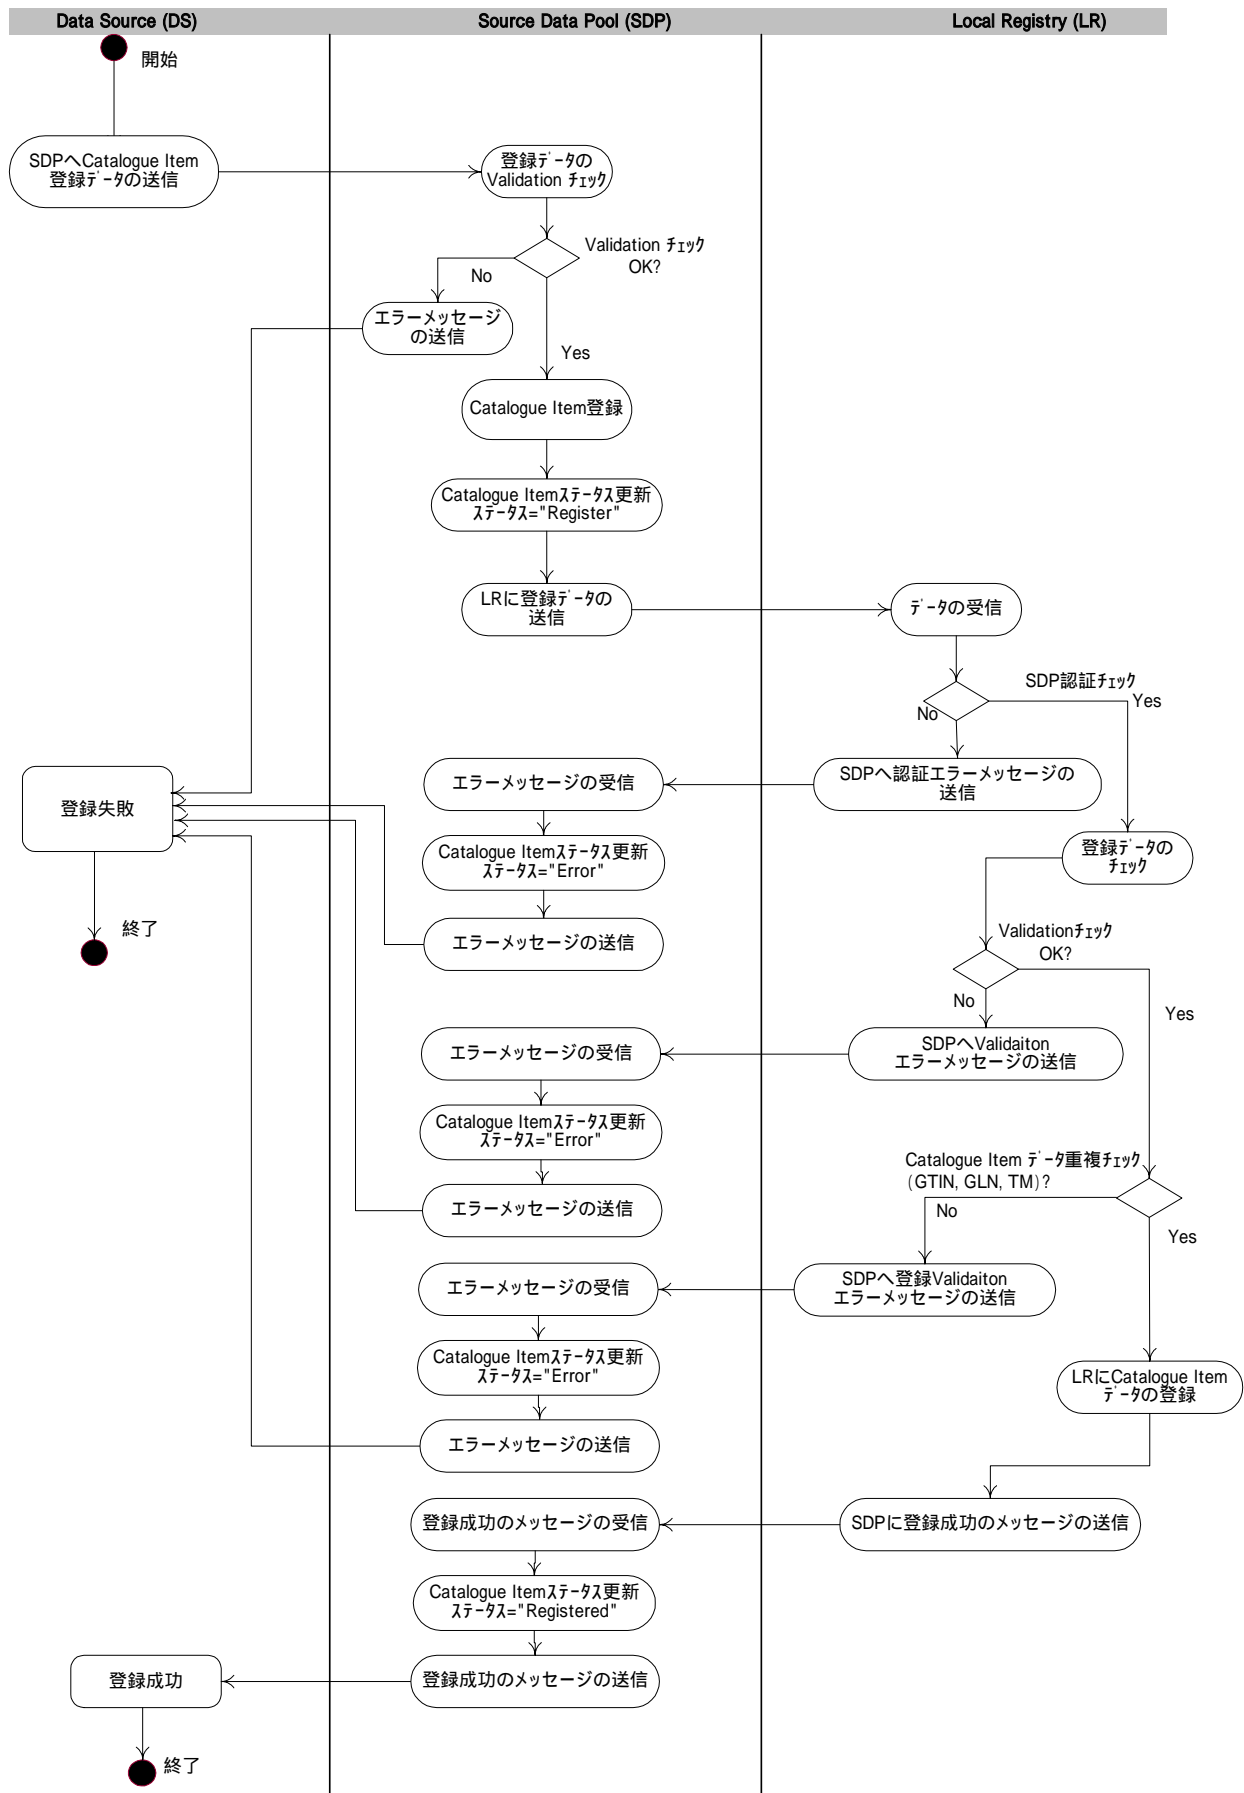 Data Source (DS)
Source Data Pool (SDP)
Local Registry (LR)
開始
SDPへCatalogue Item
登録ﾃﾞｰﾀの送信
登録ﾃﾞｰﾀの
Validation ﾁｪｯｸ
Validation ﾁｪｯｸ
OK?
No
エラーメッセージ
の送信
Yes
Catalogue Item登録
Catalogue Itemｽﾃｰﾀｽ更新
ｽﾃｰﾀｽ="Register"
LRに登録ﾃﾞｰﾀの
送信
ﾃﾞｰﾀの受信
SDP認証ﾁｪｯｸ
Yes
No
SDPへ認証エラーメッセージの
送信
エラーメッセージの受信
登録失敗
登録ﾃﾞｰﾀの
ﾁｪｯｸ
Catalogue Itemｽﾃｰﾀｽ更新
ｽﾃｰﾀｽ="Error"
エラーメッセージの送信
終了
Validationﾁｪｯｸ
OK?
No
Yes
SDPへValidaiton
エラーメッセージの送信
エラーメッセージの受信
Catalogue Itemｽﾃｰﾀｽ更新
ｽﾃｰﾀｽ="Error"
エラーメッセージの送信
Catalogue Item ﾃﾞｰﾀ重複ﾁｪｯｸ
(GTIN, GLN, TM)?
No
Yes
SDPへ登録Validaiton
エラーメッセージの送信
エラーメッセージの受信
Catalogue Itemｽﾃｰﾀｽ更新
ｽﾃｰﾀｽ="Error"
エラーメッセージの送信
LRにCatalogue Item
ﾃﾞｰﾀの登録
SDPに登録成功のメッセージの送信
登録成功のメッセージの受信
Catalogue Itemｽﾃｰﾀｽ更新
ｽﾃｰﾀｽ="Registered"
登録成功のメッセージの送信
登録成功
終了